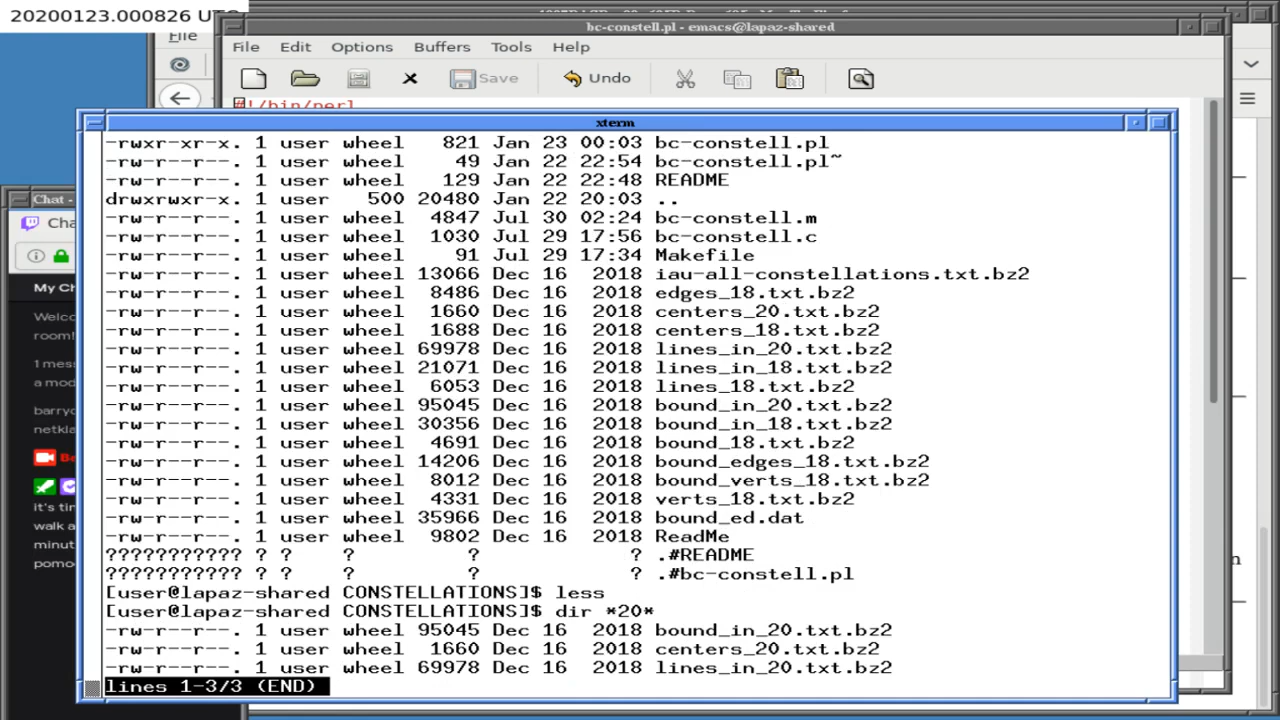 20200123.000826 UTC
bc-constell.pl - emacs@lapaz-shared
File
File Edit Options Buffers Tools Help
Save Undo
#!/bin/perl
xterm
-rwxr-xr-x. 1 user wheel 821 Jan 23 00:03 bc-constell.pl
-rw-r--r--. 1 user wheel 49 Jan 22 22:54 bc-constell.pl~
-rw-r--r--. 1 user wheel 129 Jan 22 22:48 README
drwxrwxr-x. 1 user 500 20480 Jan 22 20:03 ..
-rw-r--r--. 1 user wheel 4847 Jul 30 02:24 bc-constell.m
-rw-r--r--. 1 user wheel 1030 Jul 29 17:56 bc-constell.c
-rw-r--r--. 1 user wheel 91 Jul 29 17:34 Makefile
-rw-r--r--. 1 user wheel 13066 Dec 16 2018 iau-all-constellations.txt.bz2
-rw-r--r--. 1 user wheel 8486 Dec 16 2018 edges_18.txt.bz2
-rw-r--r--. 1 user wheel 1660 Dec 16 2018 centers_20.txt.bz2
-rw-r--r--. 1 user wheel 1688 Dec 16 2018 centers_18.txt.bz2
-rw-r--r--. 1 user wheel 69978 Dec 16 2018 lines_in_20.txt.bz2
-rw-r--r--. 1 user wheel 21071 Dec 16 2018 lines_in_18.txt.bz2
-rw-r--r--. 1 user wheel 6053 Dec 16 2018 lines_18.txt.bz2
-rw-r--r--. 1 user wheel 95045 Dec 16 2018 bound_in_20.txt.bz2
-rw-r--r--. 1 user wheel 30356 Dec 16 2018 bound_in_18.txt.bz2
-rw-r--r--. 1 user wheel 4691 Dec 16 2018 bound_18.txt.bz2
-rw-r--r--. 1 user wheel 14206 Dec 16 2018 bound_edges_18.txt.bz2
-rw-r--r--. 1 user wheel 8012 Dec 16 2018 bound_verts_18.txt.bz2
-rw-r--r--. 1 user wheel 4331 Dec 16 2018 verts_18.txt.bz2
-rw-r--r--. 1 user wheel 35966 Dec 16 2018 bound_ed.dat
-rw-r--r--. 1 user wheel 9802 Dec 16 2018 ReadMe
??????????? ? ? ? ? ? .#README
??????????? ? ? ? ? ? .#bc-constell.pl
[user@lapaz-shared CONSTELLATIONS]$ less
[user@lapaz-shared CONSTELLATIONS]$ dir *20*
-rw-r--r--. 1 user wheel 95045 Dec 16 2018 bound_in_20.txt.bz2
-rw-r--r--. 1 user wheel 1660 Dec 16 2018 centers_20.txt.bz2
-rw-r--r--. 1 user wheel 69978 Dec 16 2018 lines_in_20.txt.bz2
lines 1-3/3 (END)
Chat -
Cha
My Ch
Welco
room!
1 mess
a mod
barryc
netkla
Be
it's tim
walk a
minut
pomo